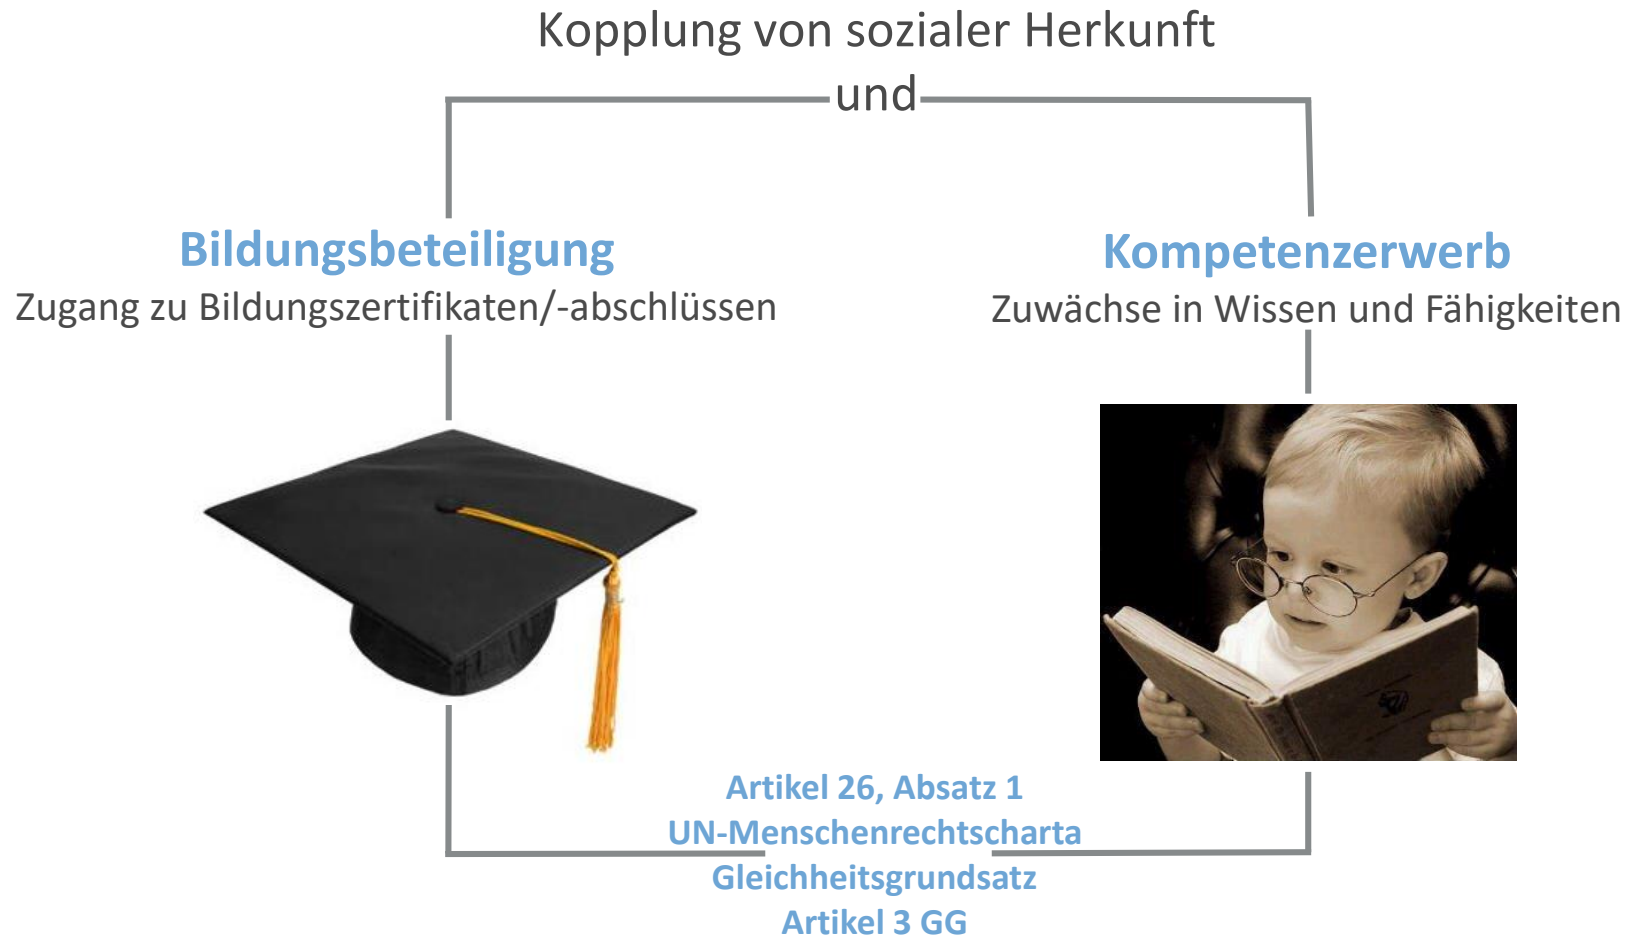 Kopplung von sozialer Herkunft
und
Bildungsbeteiligung
Zugang zu Bildungszertifikaten/-abschlüssen
Kompetenzerwerb
Zuwächse in Wissen und Fähigkeiten
Artikel 26, Absatz 1
UN-Menschenrechtscharta
Gleichheitsgrundsatz
Artikel 3 GG